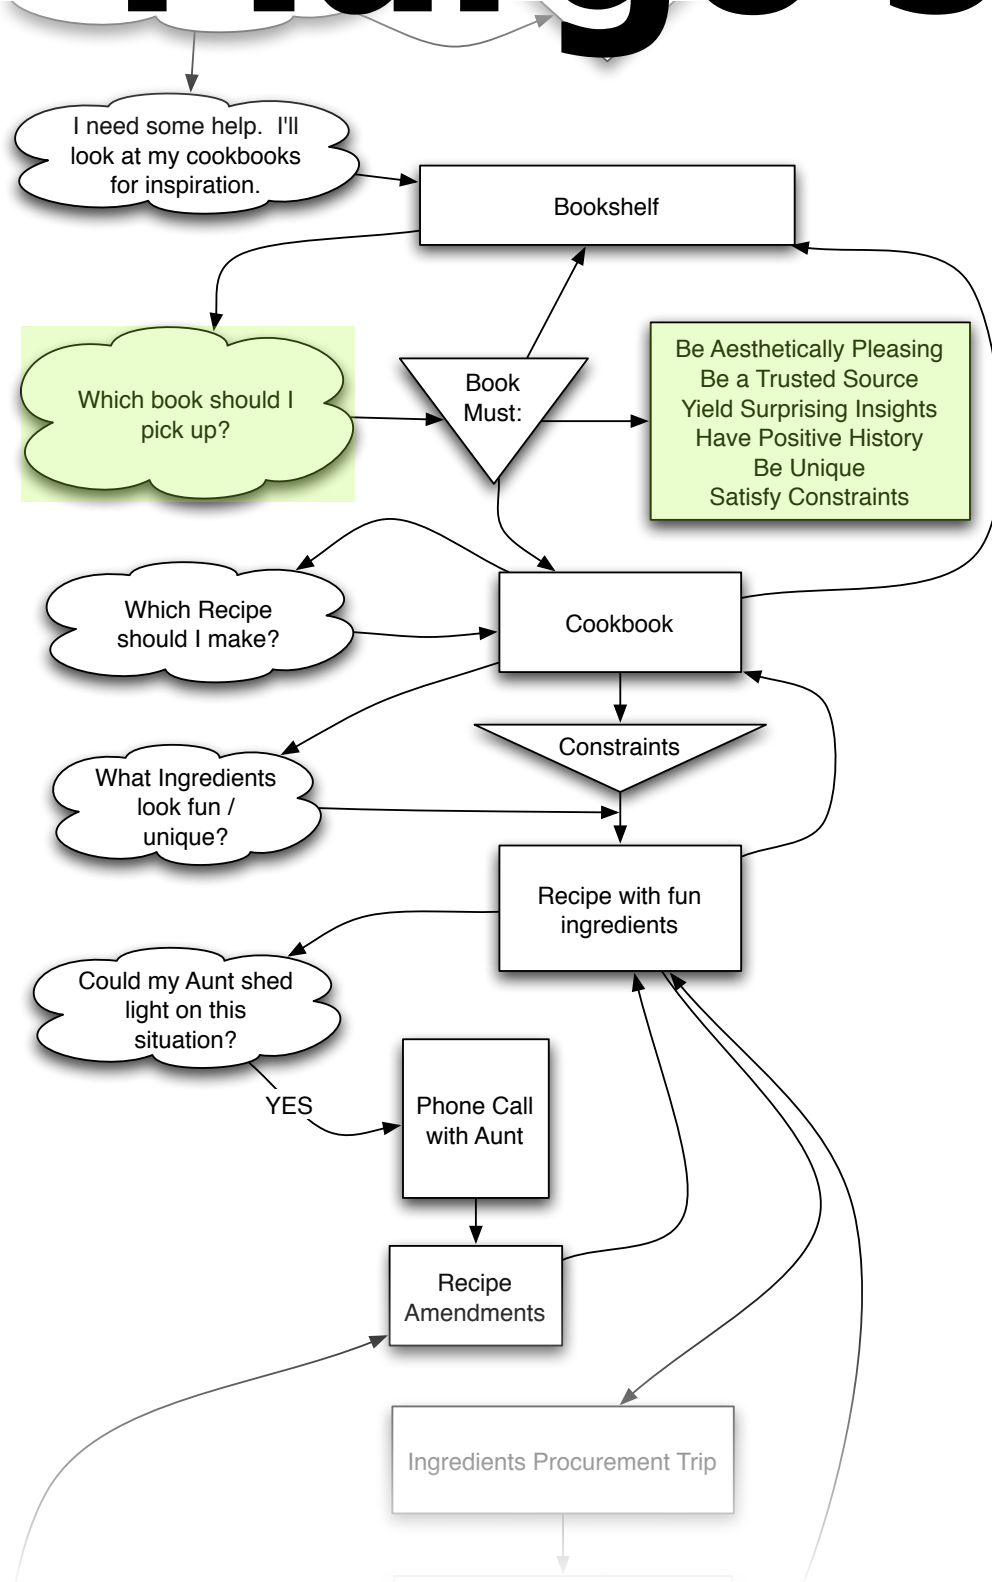 I need some help. I'll
look at my cookbooks
for inspiration.
Bookshelf
Which book should I
pick up?
Book
Must:
Be Aesthetically Pleasing
Be a Trusted Source
Yield Surprising Insights
Have Positive History
Be Unique
Satisfy Constraints
Which Recipe
should I make?
Cookbook
Constraints
What Ingredients
look fun /
unique?
Recipe with fun
ingredients
Could my Aunt shed
light on this
situation?
YES
Phone Call
with Aunt
Recipe
Amendments
Ingredients Procurement Trip